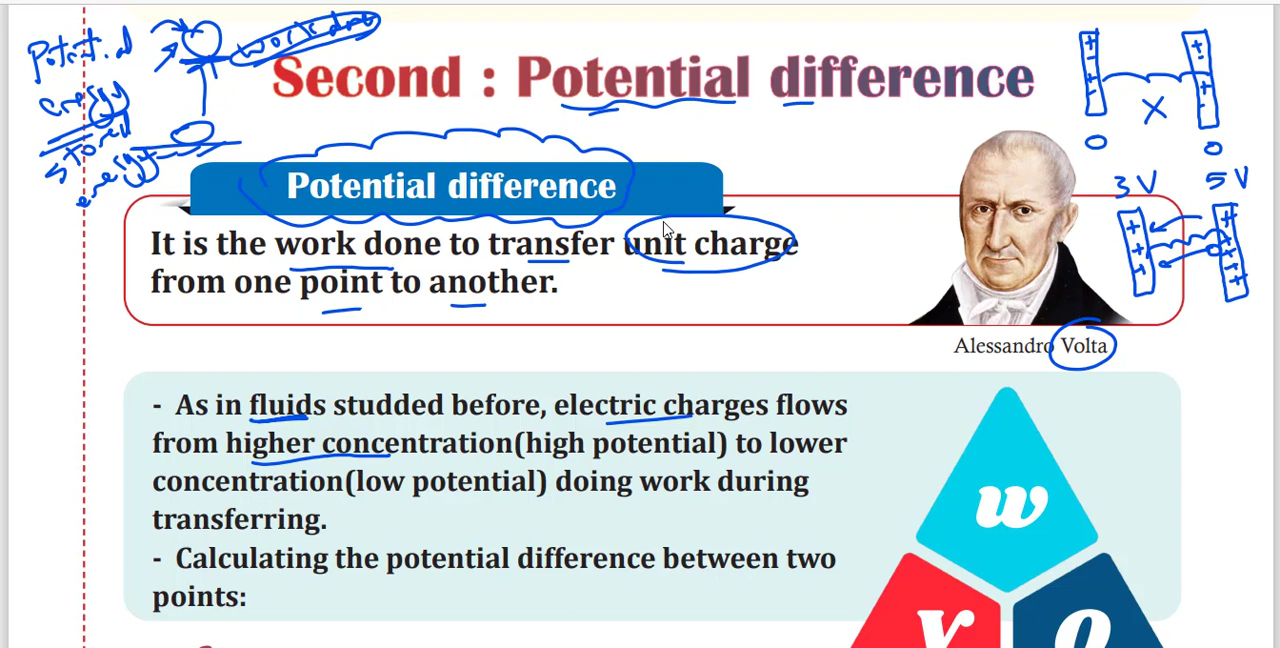 Potential
energy
stored
energy
work done
Second : Potential difference
0
0
3 V
5 V
Potential difference
It is the work done to transfer unit charge
from one point to another.
Alessandro Volta
- As in fluids studded before, electric charges flows
from higher concentration(high potential) to lower
concentration(low potential) doing work during
transferring.
- Calculating the potential difference between two
points:
w
V
Q